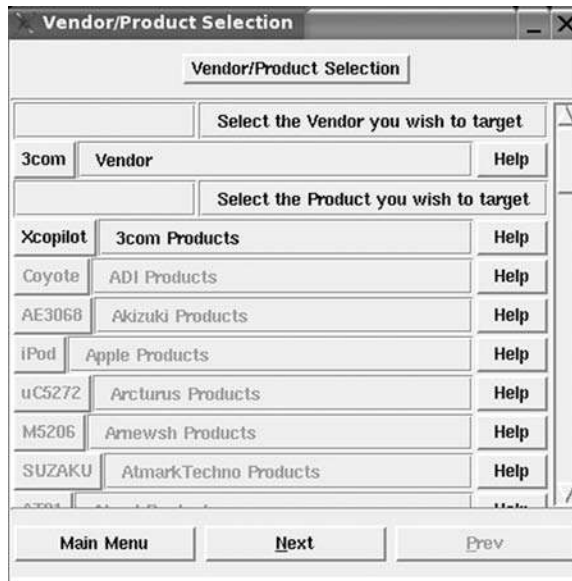 Vendor/Product Selection
Vendor/Product Selection
Select the Vendor you wish to target
3com Vendor Help
Select the Product you wish to target
Xcopilot 3com Products Help
Coyote ADI Products Help
AE3068 Akizuki Products Help
iPod Apple Products Help
uC5272 Arcturus Products Help
M5206 Arnewsh Products Help
SUZAKU AtmarkTechno Products Help
Main Menu Next Prev